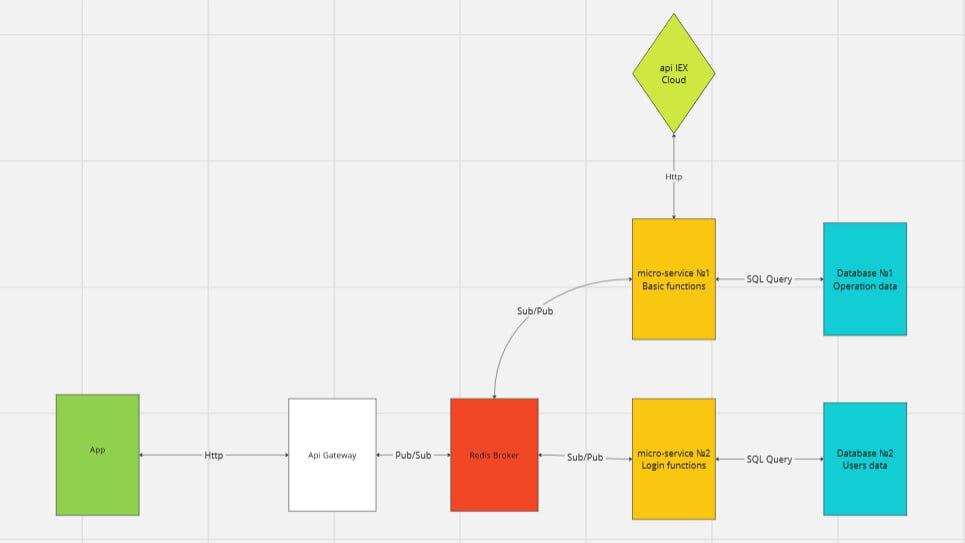 api IEX
Cloud
Http
micro-service №1
Basic functions
SQL Query
Database №1
Operation data
Sub/Pub
App
Http
Api Gateway
Pub/Sub
Redis Broker
Sub/Pub
micro-service №2
Login functions
SQL Query
Database №2
Users data